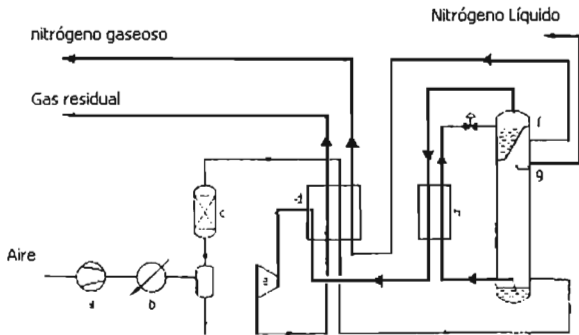 Nitrógeno Líquido
nitrógeno gaseoso
Gas residual
f
d
g
c
h
Aire
e
a
b